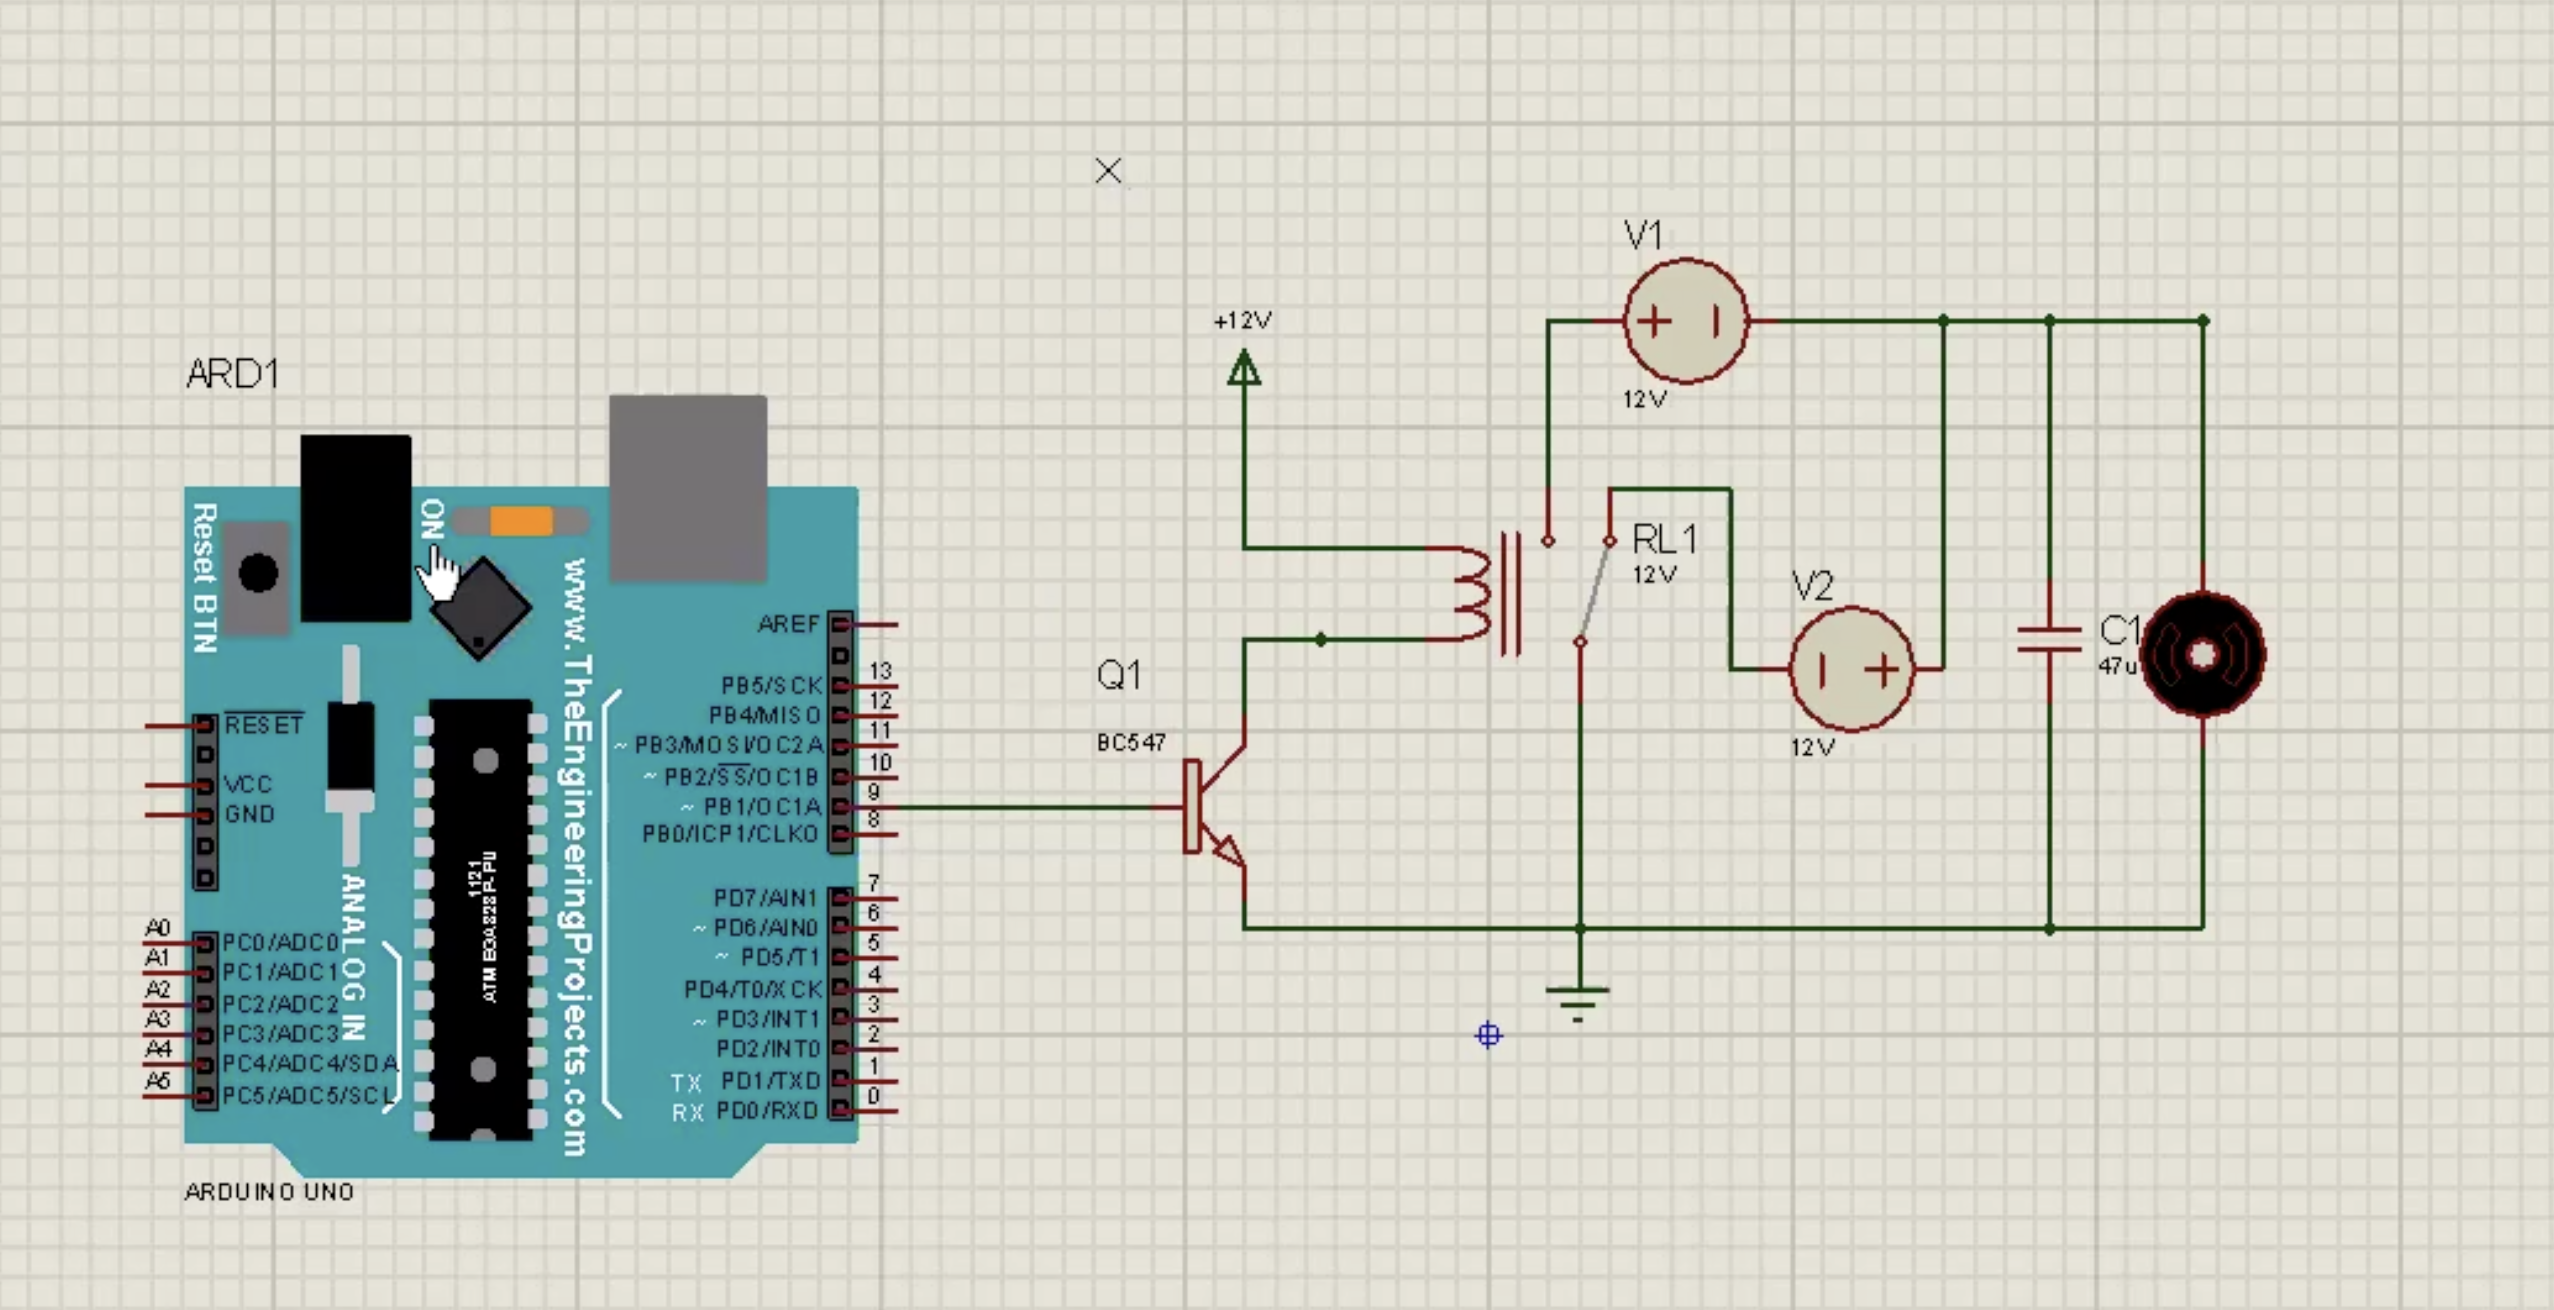 ARD1
Reset BTN
ON
www.TheEngineeringProjects.com
AREF
RESET
VCC
GND
13
PB5/SCK
12
PB4/MISO
11
~ PB3/MOSI/OC2A
10
~ PB2/SS/OC1B
9
~ PB1/OC1A
8
PB0/ICP1/CLKO
7
PD7/AIN1
6
~ PD6/AIN0
5
~ PD5/T1
4
PD4/T0/XCK
3
~ PD3/INT1
2
PD2/INT0
1
TX PD1/TXD
0
RX PD0/RXD
ANALOG IN
A0
PC0/ADC0
A1
PC1/ADC1
A2
PC2/ADC2
A3
PC3/ADC3
A4
PC4/ADC4/SDA
A5
PC5/ADC5/SCL
1121
ARDUINO UNO
+12V
Q1
BC547
V1
12V
RL1
12V
V2
12V
C1
47u